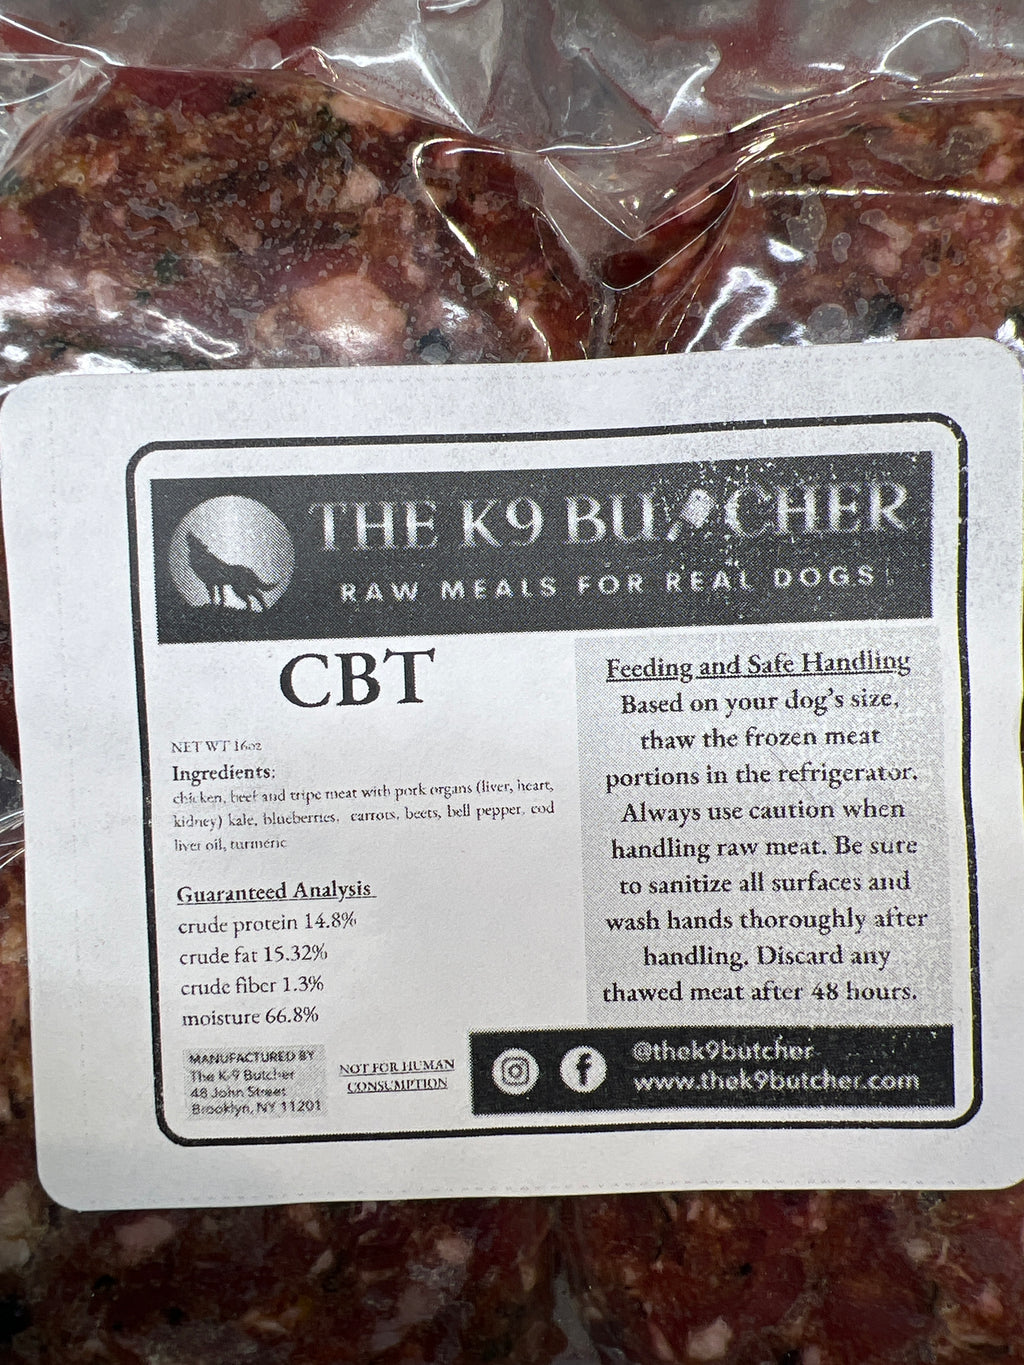 THE K9 BUTCHER
RAW MEALS FOR REAL DOGS
CBT
NET WT 16oz
Ingredients:
chicken, beef and tripe meat with pork organs (liver, heart,
kidney) kale, blueberries, carrots, beets, bell pepper, cod
liver oil, turmeric
Guaranteed Analysis
crude protein 14.8%
crude fat 15.32%
crude fiber 1.3%
moisture 66.8%
MANUFACTURED BY
The K-9 Butcher
48 John Street
Brooklyn, NY 11201
NOT FOR HUMAN
CONSUMPTION
Feeding and Safe Handling
Based on your dog's size,
thaw the frozen meat
portions in the refrigerator.
Always use caution when
handling raw meat. Be sure
to sanitize all surfaces and
wash hands thoroughly after
handling. Discard any
thawed meat after 48 hours.
@thek9butcher
www.thek9butcher.com